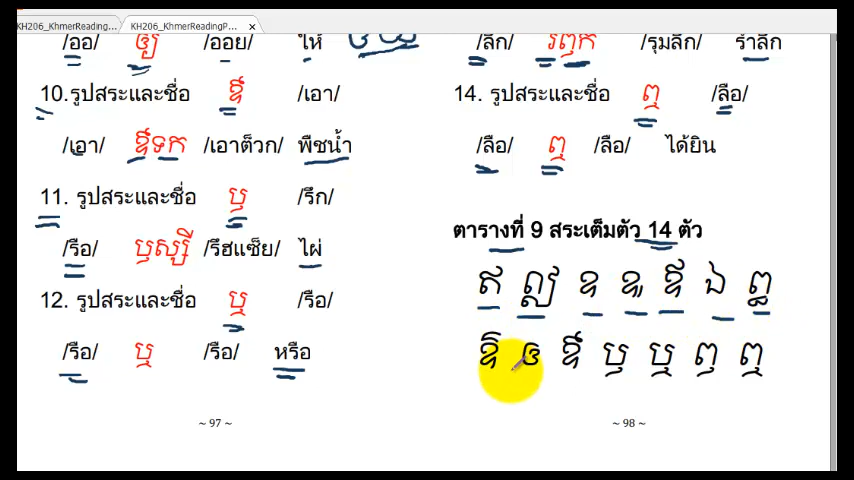 KH206_KhmerReading(...
KH206_KhmerReadingP...
/ออ/ ឲ្យ /ออย/ ให้
10.รูปสระและชื่อ ឳ /เอา/
/เอา/ ឪទក /เอาต็วก/ พืชน้ำ
11. รูปสระและชื่อ ឫ /รึก/
/รือ/ ឫស្សី /รึฮแซ็ย/ ไผ่
12. รูปสระและชื่อ ឬ /รือ/
/รือ/ ឬ /รือ/ หรือ
~ 97 ~
/ลึก/ រឭក /รุมลึก/ รำลึก
14. รูปสระและชื่อ ឮ /ลือ/
/ลือ/ ឮ /ลือ/ ได้ยิน
ตารางที่ 9 สระเต็มตัว 14 ตัว
ឥ ឦ ឧ ឩ ឪ ឯ ឰ
ឱ ឲ ឳ ឫ ឬ ឭ ឮ
~ 98 ~